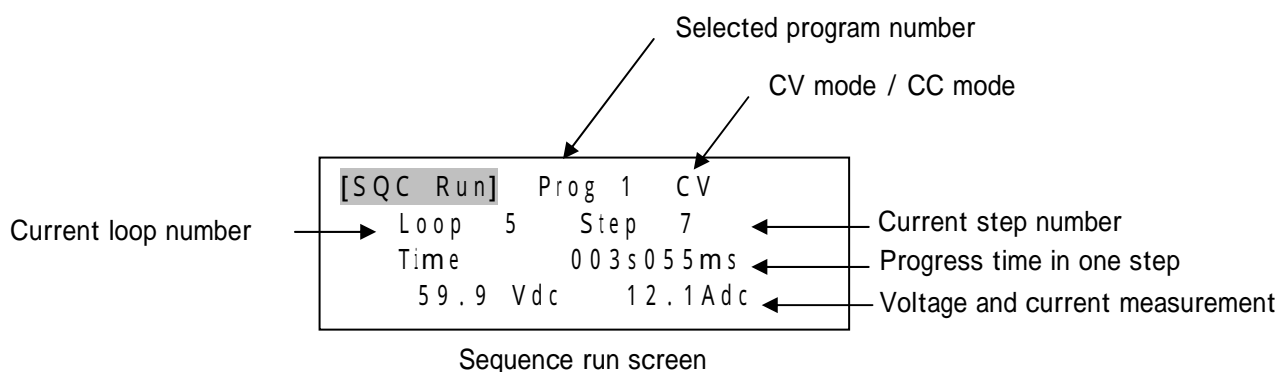 Selected program number
CV mode / CC mode
[SQC Run] Prog 1 CV
Current loop number
Loop 5 Step 7
Current step number
Time 003s055ms
Progress time in one step
59.9 Vdc 12.1Adc
Voltage and current measurement
Sequence run screen